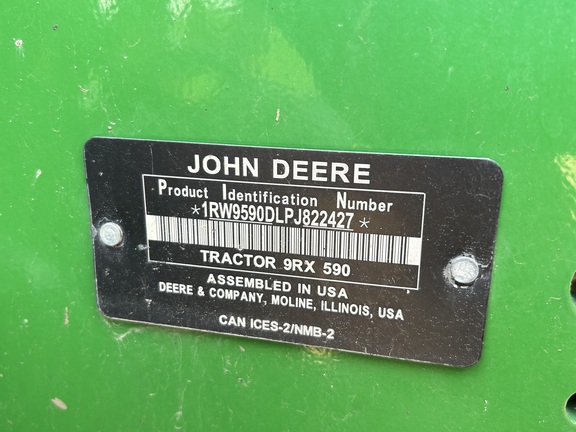 JOHN DEERE
Product Identification Number
*1RW9590DLPJ822427*
TRACTOR 9RX 590
ASSEMBLED IN USA
DEERE & COMPANY, MOLINE, ILLINOIS, USA
CAN ICES-2/NMB-2